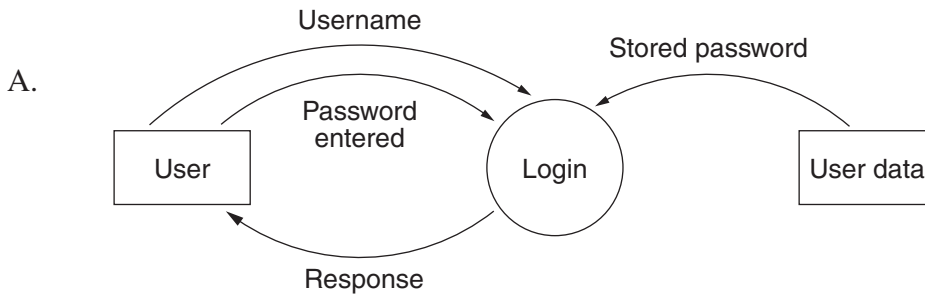 Username
Stored password
A.
Password
entered
User
Login
User data
Response